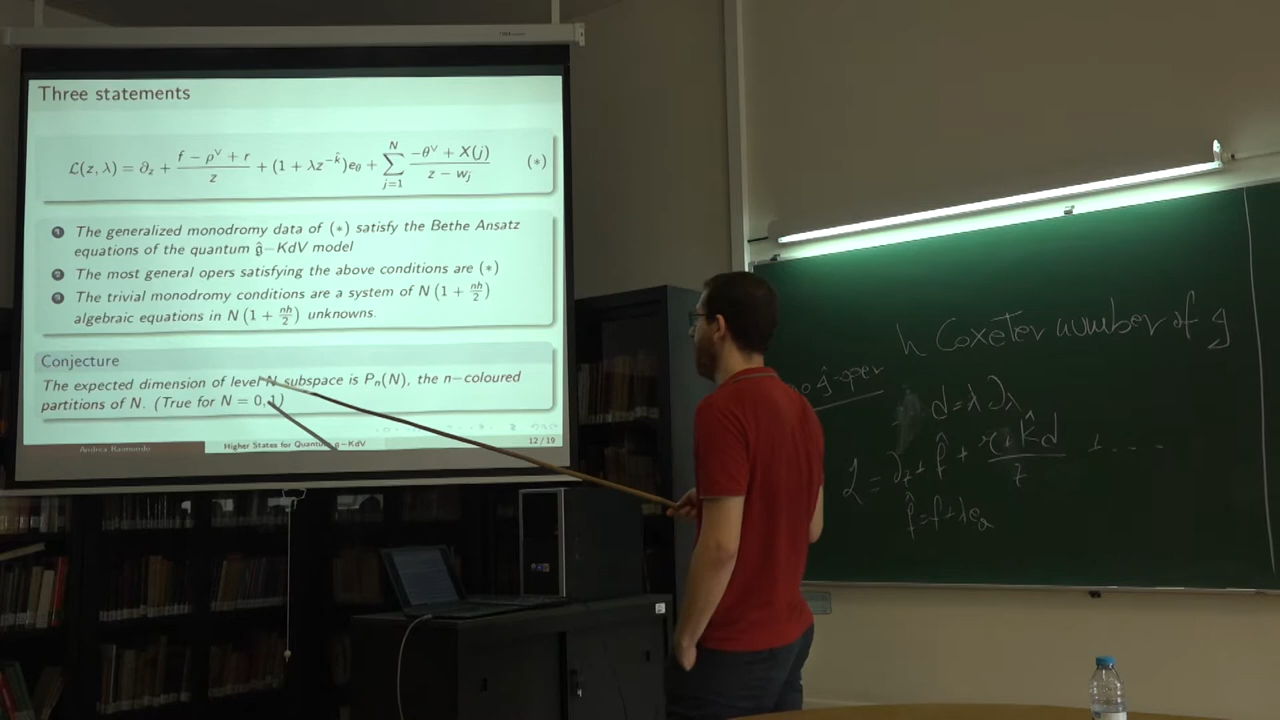 Three statements
ℒ(z, λ) = ∂_z + (f − ρ^∨ + r)/z + (1 + λz^{−k̂})e_θ + Σ_{j=1}^{N} (−θ^∨ + X(j))/(z − w_j) (∗)
1 The generalized monodromy data of (∗) satisfy the Bethe Ansatz
equations of the quantum ĝ−KdV model
2 The most general opers satisfying the above conditions are (∗)
3 The trivial monodromy conditions are a system of N(1 + nh/2)
algebraic equations in N(1 + nh/2) unknowns.
Conjecture
The expected dimension of level N subspace is P_n(N), the n−coloured
partitions of N. (True for N = 0, 1)
Andrea Raimondo Higher States for Quantum g−KdV 12 / 19
h Coxeter number of g
ĝ-oper
d = λ∂_λ
ℒ = ∂_z + f̂ + (r + k̂d)/z + ....
f̂ = f + λe_θ